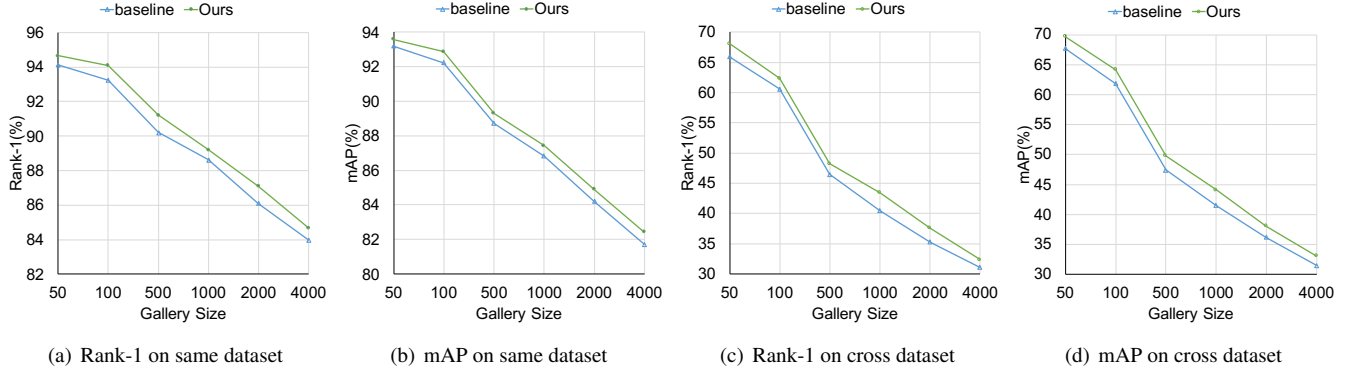 baseline Ours
96
94
92
90
88
86
84
82
Rank-1(%)
50 100 500 1000 2000 4000
Gallery Size
(a) Rank-1 on same dataset
baseline Ours
94
92
90
88
86
84
82
80
mAP(%)
50 100 500 1000 2000 4000
Gallery Size
(b) mAP on same dataset
baseline Ours
70
65
60
55
50
45
40
35
30
Rank-1(%)
50 100 500 1000 2000 4000
Gallery Size
(c) Rank-1 on cross dataset
baseline Ours
70
65
60
55
50
45
40
35
30
mAP(%)
50 100 500 1000 2000 4000
Gallery Size
(d) mAP on cross dataset